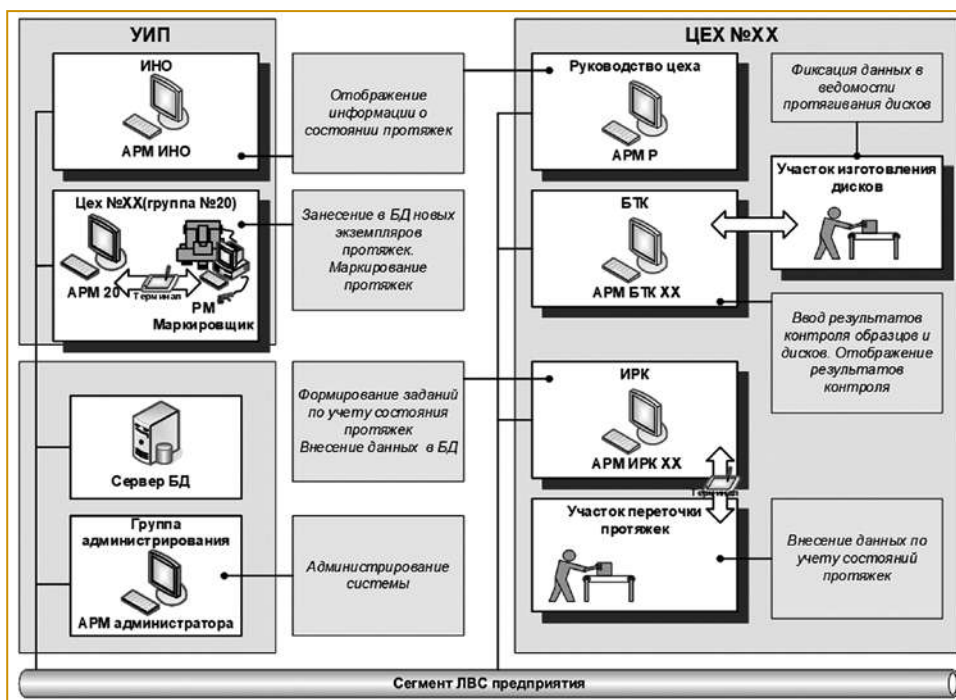 УИП
ИНО
АРМ ИНО
Цех №XX(группа №20)
АРМ 20
Терминал
РМ
Маркировщик
Сервер БД
Группа
администрирования
АРМ администратора
Отображение
информации о
состоянии протяжек
Занесение в БД новых
экземпляров
протяжек.
Маркирование
протяжек
Формирование заданий
по учету состояния
протяжек
Внесение данных в БД
Администрирование
системы
ЦЕХ №XX
Руководство цеха
АРМ Р
БТК
АРМ БТК XX
ИРК
АРМ ИРК XX
Терминал
Участок переточки
протяжек
Фиксация данных в
ведомости
протягивания дисков
Участок изготовления
дисков
Ввод результатов
контроля образцов и
дисков. Отображение
результатов
контроля
Внесение данных по
учету состояний
протяжек
Сегмент ЛВС предприятия